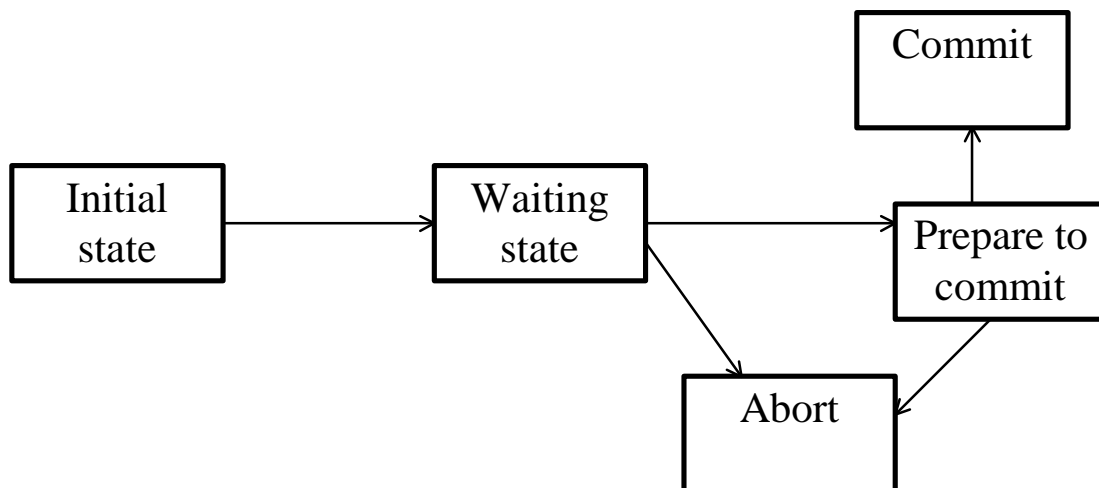 Commit
Initial
state
Waiting
state
Prepare to
commit
Abort